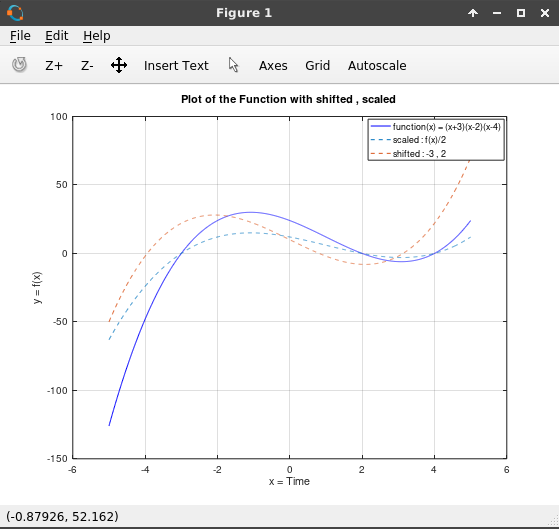 Figure 1
File Edit Help
Z+ Z- Insert Text Axes Grid Autoscale
Plot of the Function with shifted , scaled
function(x) = (x+3)(x-2)(x-4)
scaled : f(x)/2
shifted : -3 , 2
100
50
0
-50
-100
-150
y = f(x)
-6 -4 -2 0 2 4 6
x = Time
(-0.87926, 52.162)